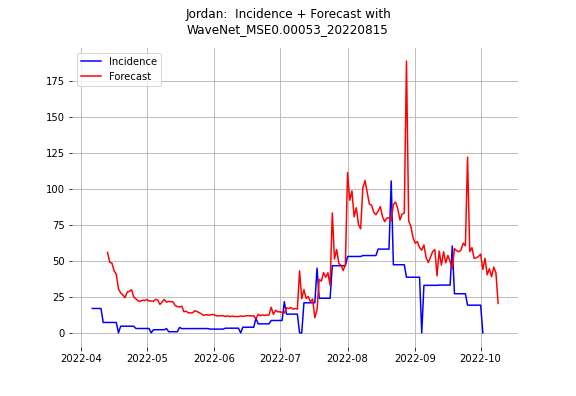 Jordan:  Incidence + Forecast with
WaveNet_MSE0.00053_20220815
Incidence
Forecast
175
150
125
100
75
50
25
0
2022-04 2022-05 2022-06 2022-07 2022-08 2022-09 2022-10